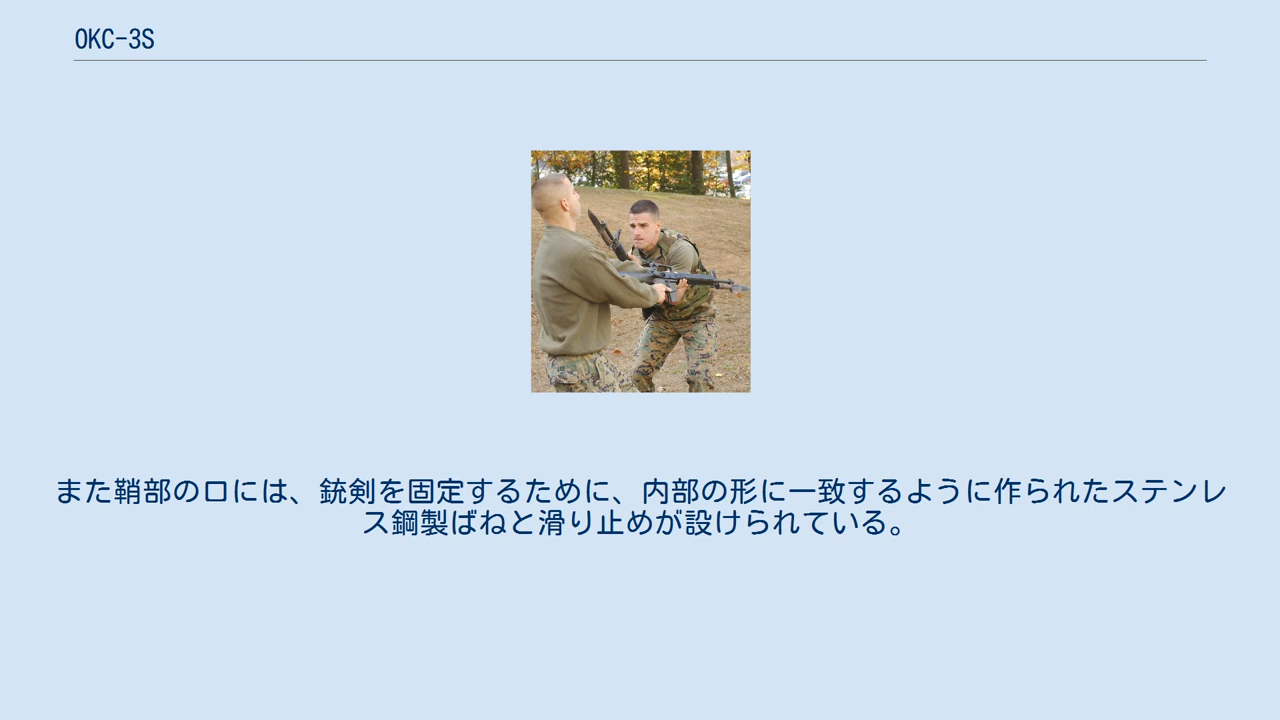 OKC-3S
また鞘部の口には、銃剣を固定するために、内部の形に一致するように作られたステンレ
ス鋼製ばねと滑り止めが設けられている。